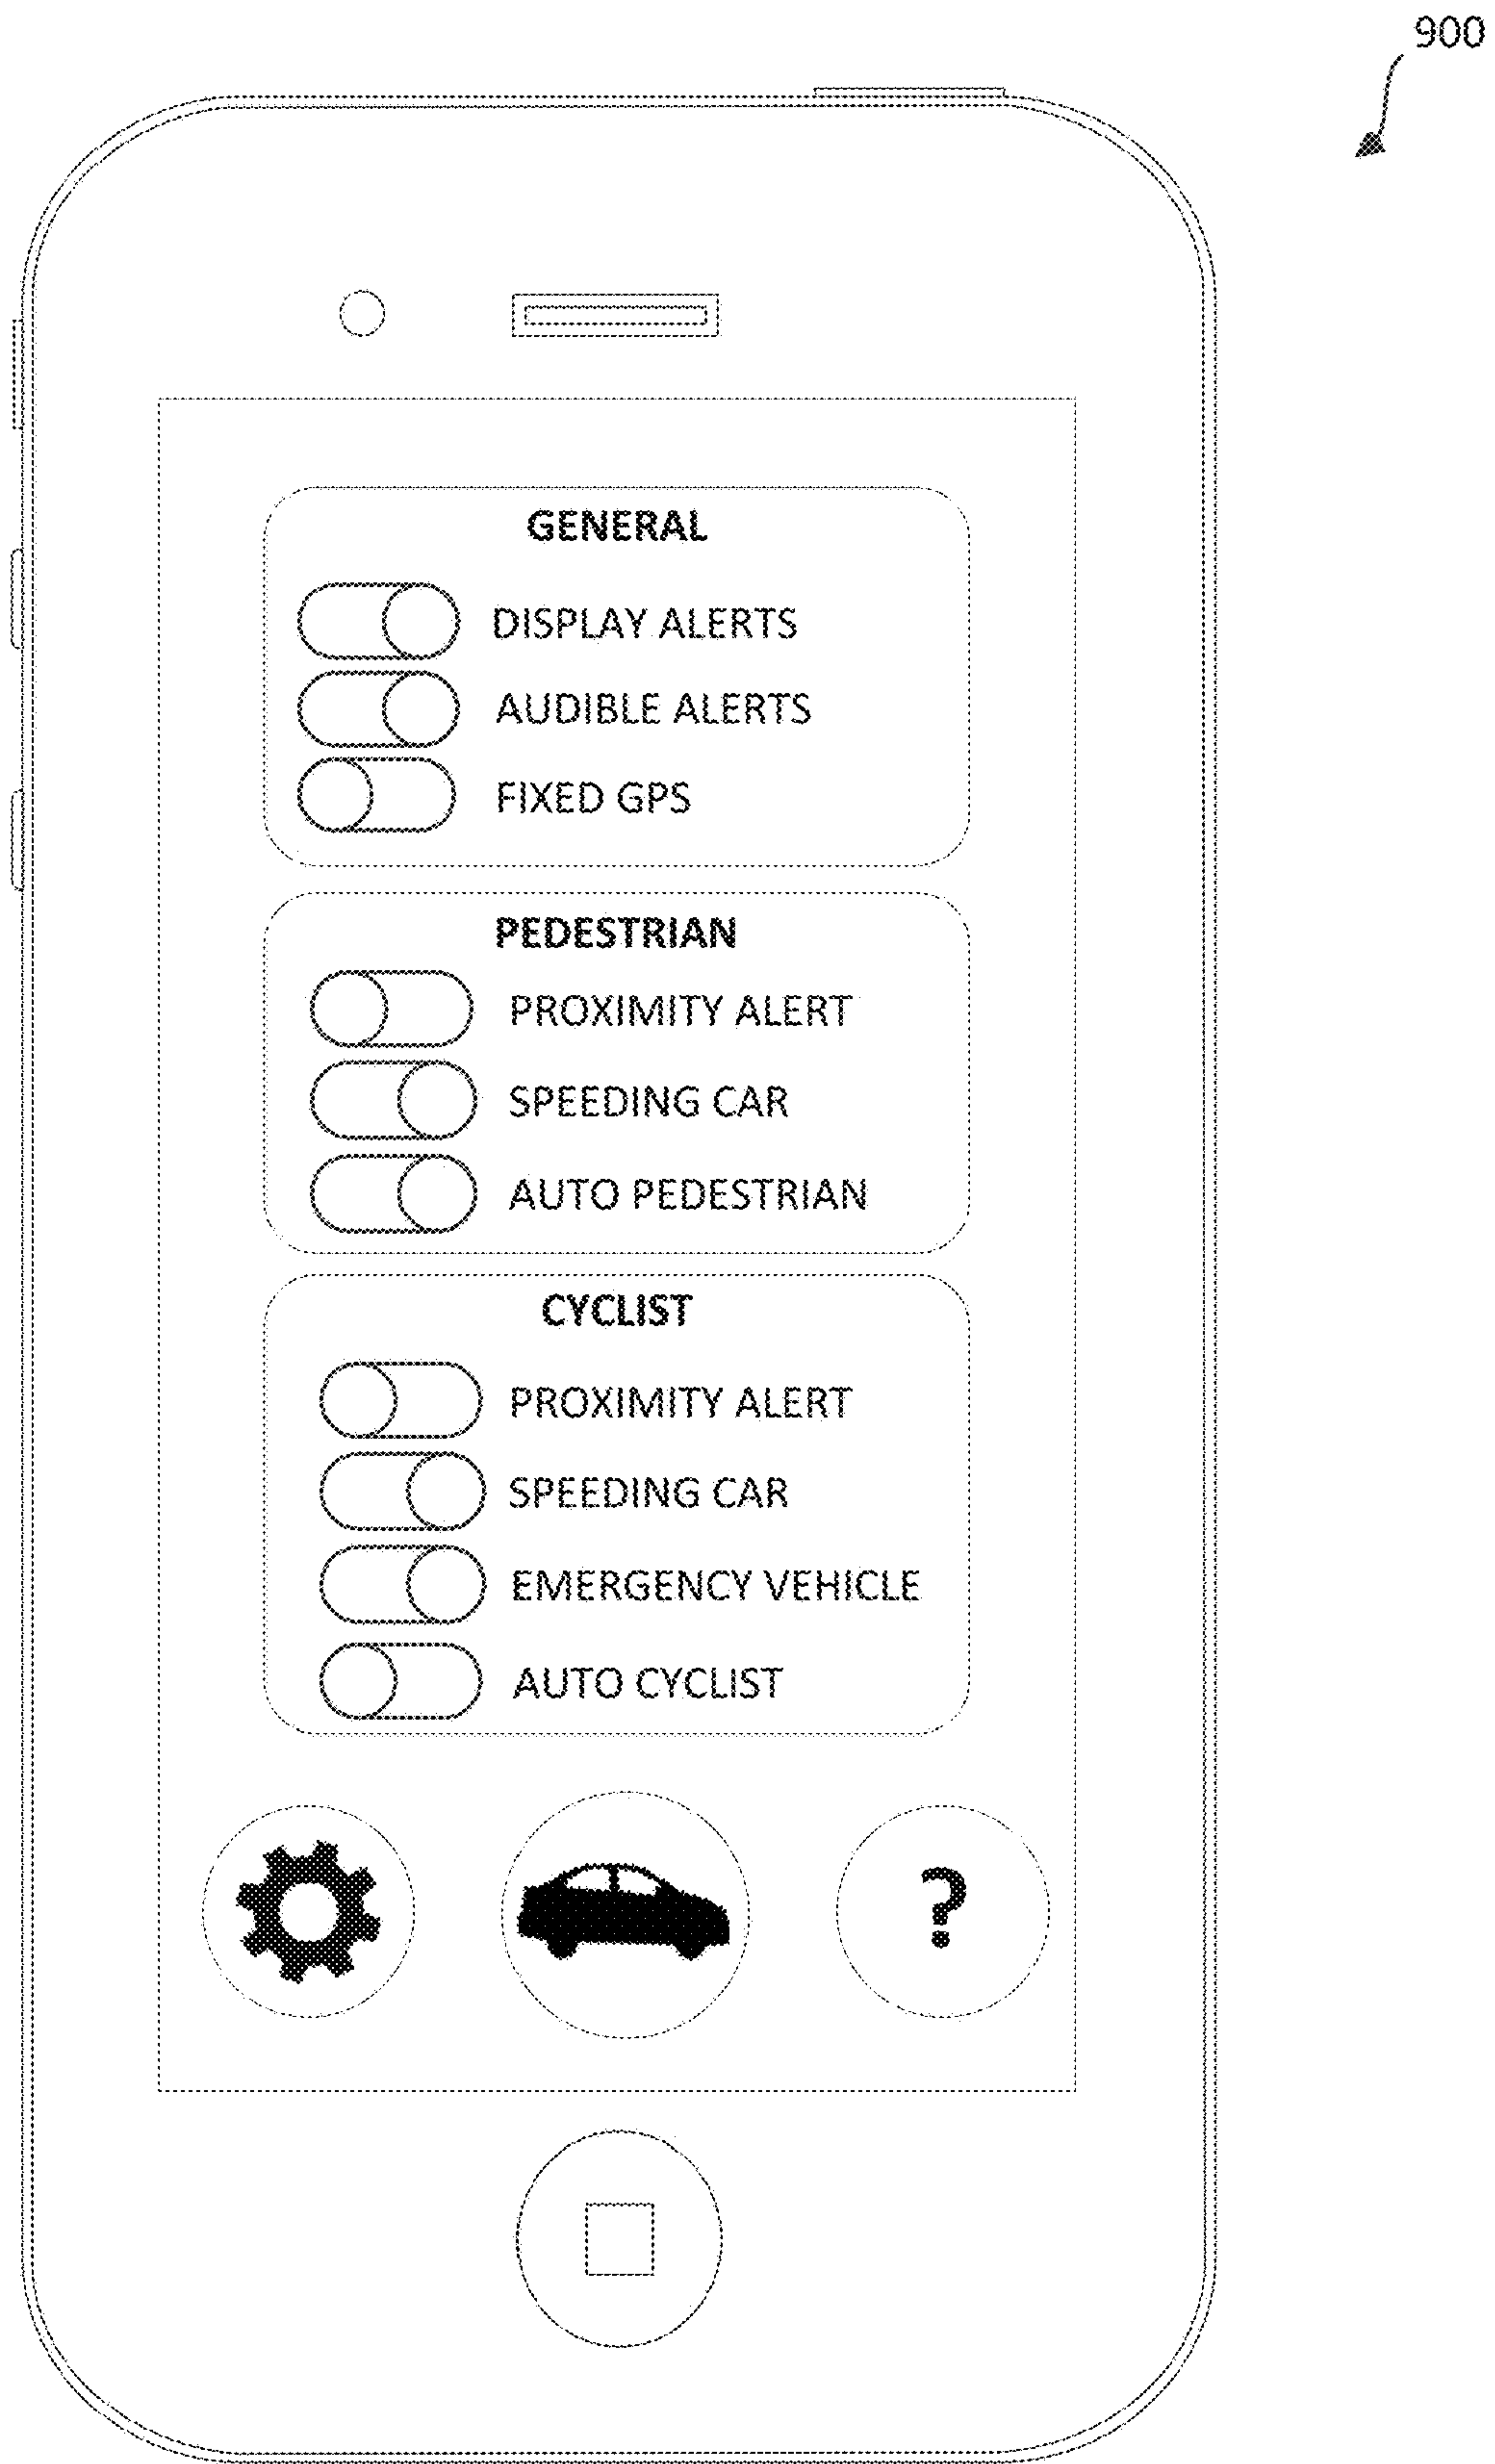 900
GENERAL
DISPLAY ALERTS
AUDIBLE ALERTS
FIXED GPS
PEDESTRIAN
PROXIMITY ALERT
SPEEDING CAR
AUTO PEDESTRIAN
CYCLIST
PROXIMITY ALERT
SPEEDING CAR
EMERGENCY VEHICLE
AUTO CYCLIST
?